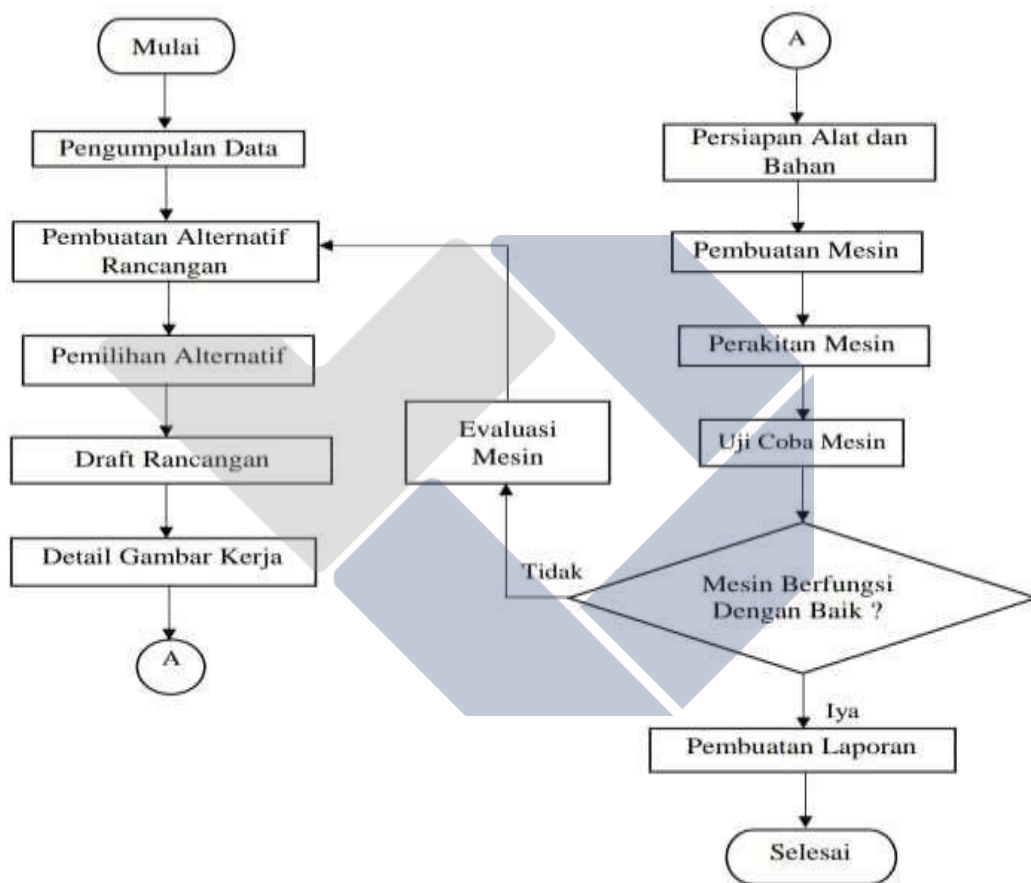 Mulai
Pengumpulan Data
Pembuatan Alternatif
Rancangan
Pemilihan Alternatif
Draft Rancangan
Detail Gambar Kerja
A
A
Persiapan Alat dan
Bahan
Pembuatan Mesin
Perakitan Mesin
Uji Coba Mesin
Mesin Berfungsi
Dengan Baik ?
Tidak
Evaluasi
Mesin
Iya
Pembuatan Laporan
Selesai